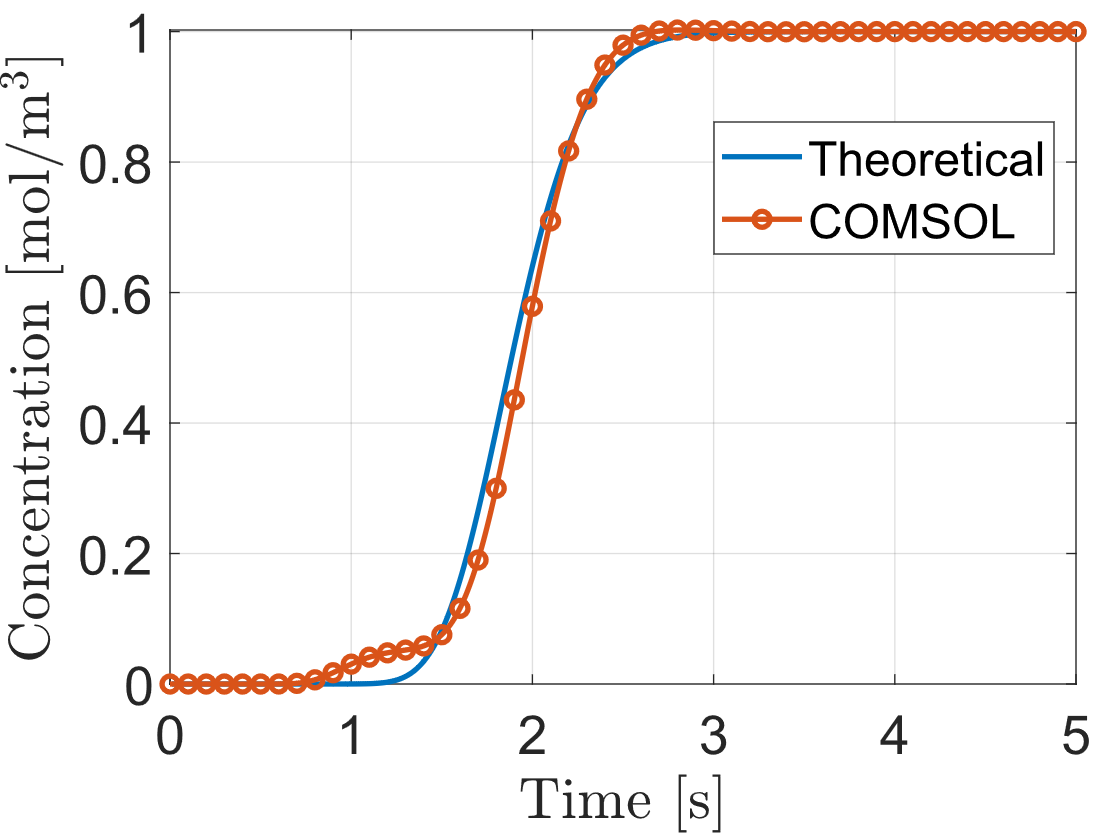 Concentration [mol/m³]
1
0.8
0.6
0.4
0.2
0
Theoretical
COMSOL
0 1 2 3 4 5
Time [s]